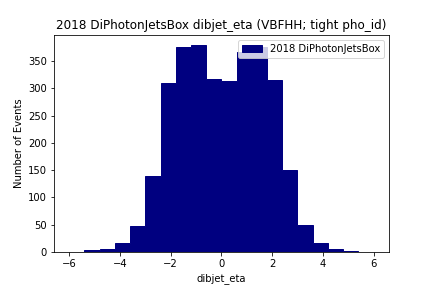 2018 DiPhotonJetsBox dibjet_eta (VBFHH; tight pho_id)
2018 DiPhotonJetsBox
350
300
250
200
150
100
50
0
Number of Events
−6 −4 −2 0 2 4 6
dibjet_eta